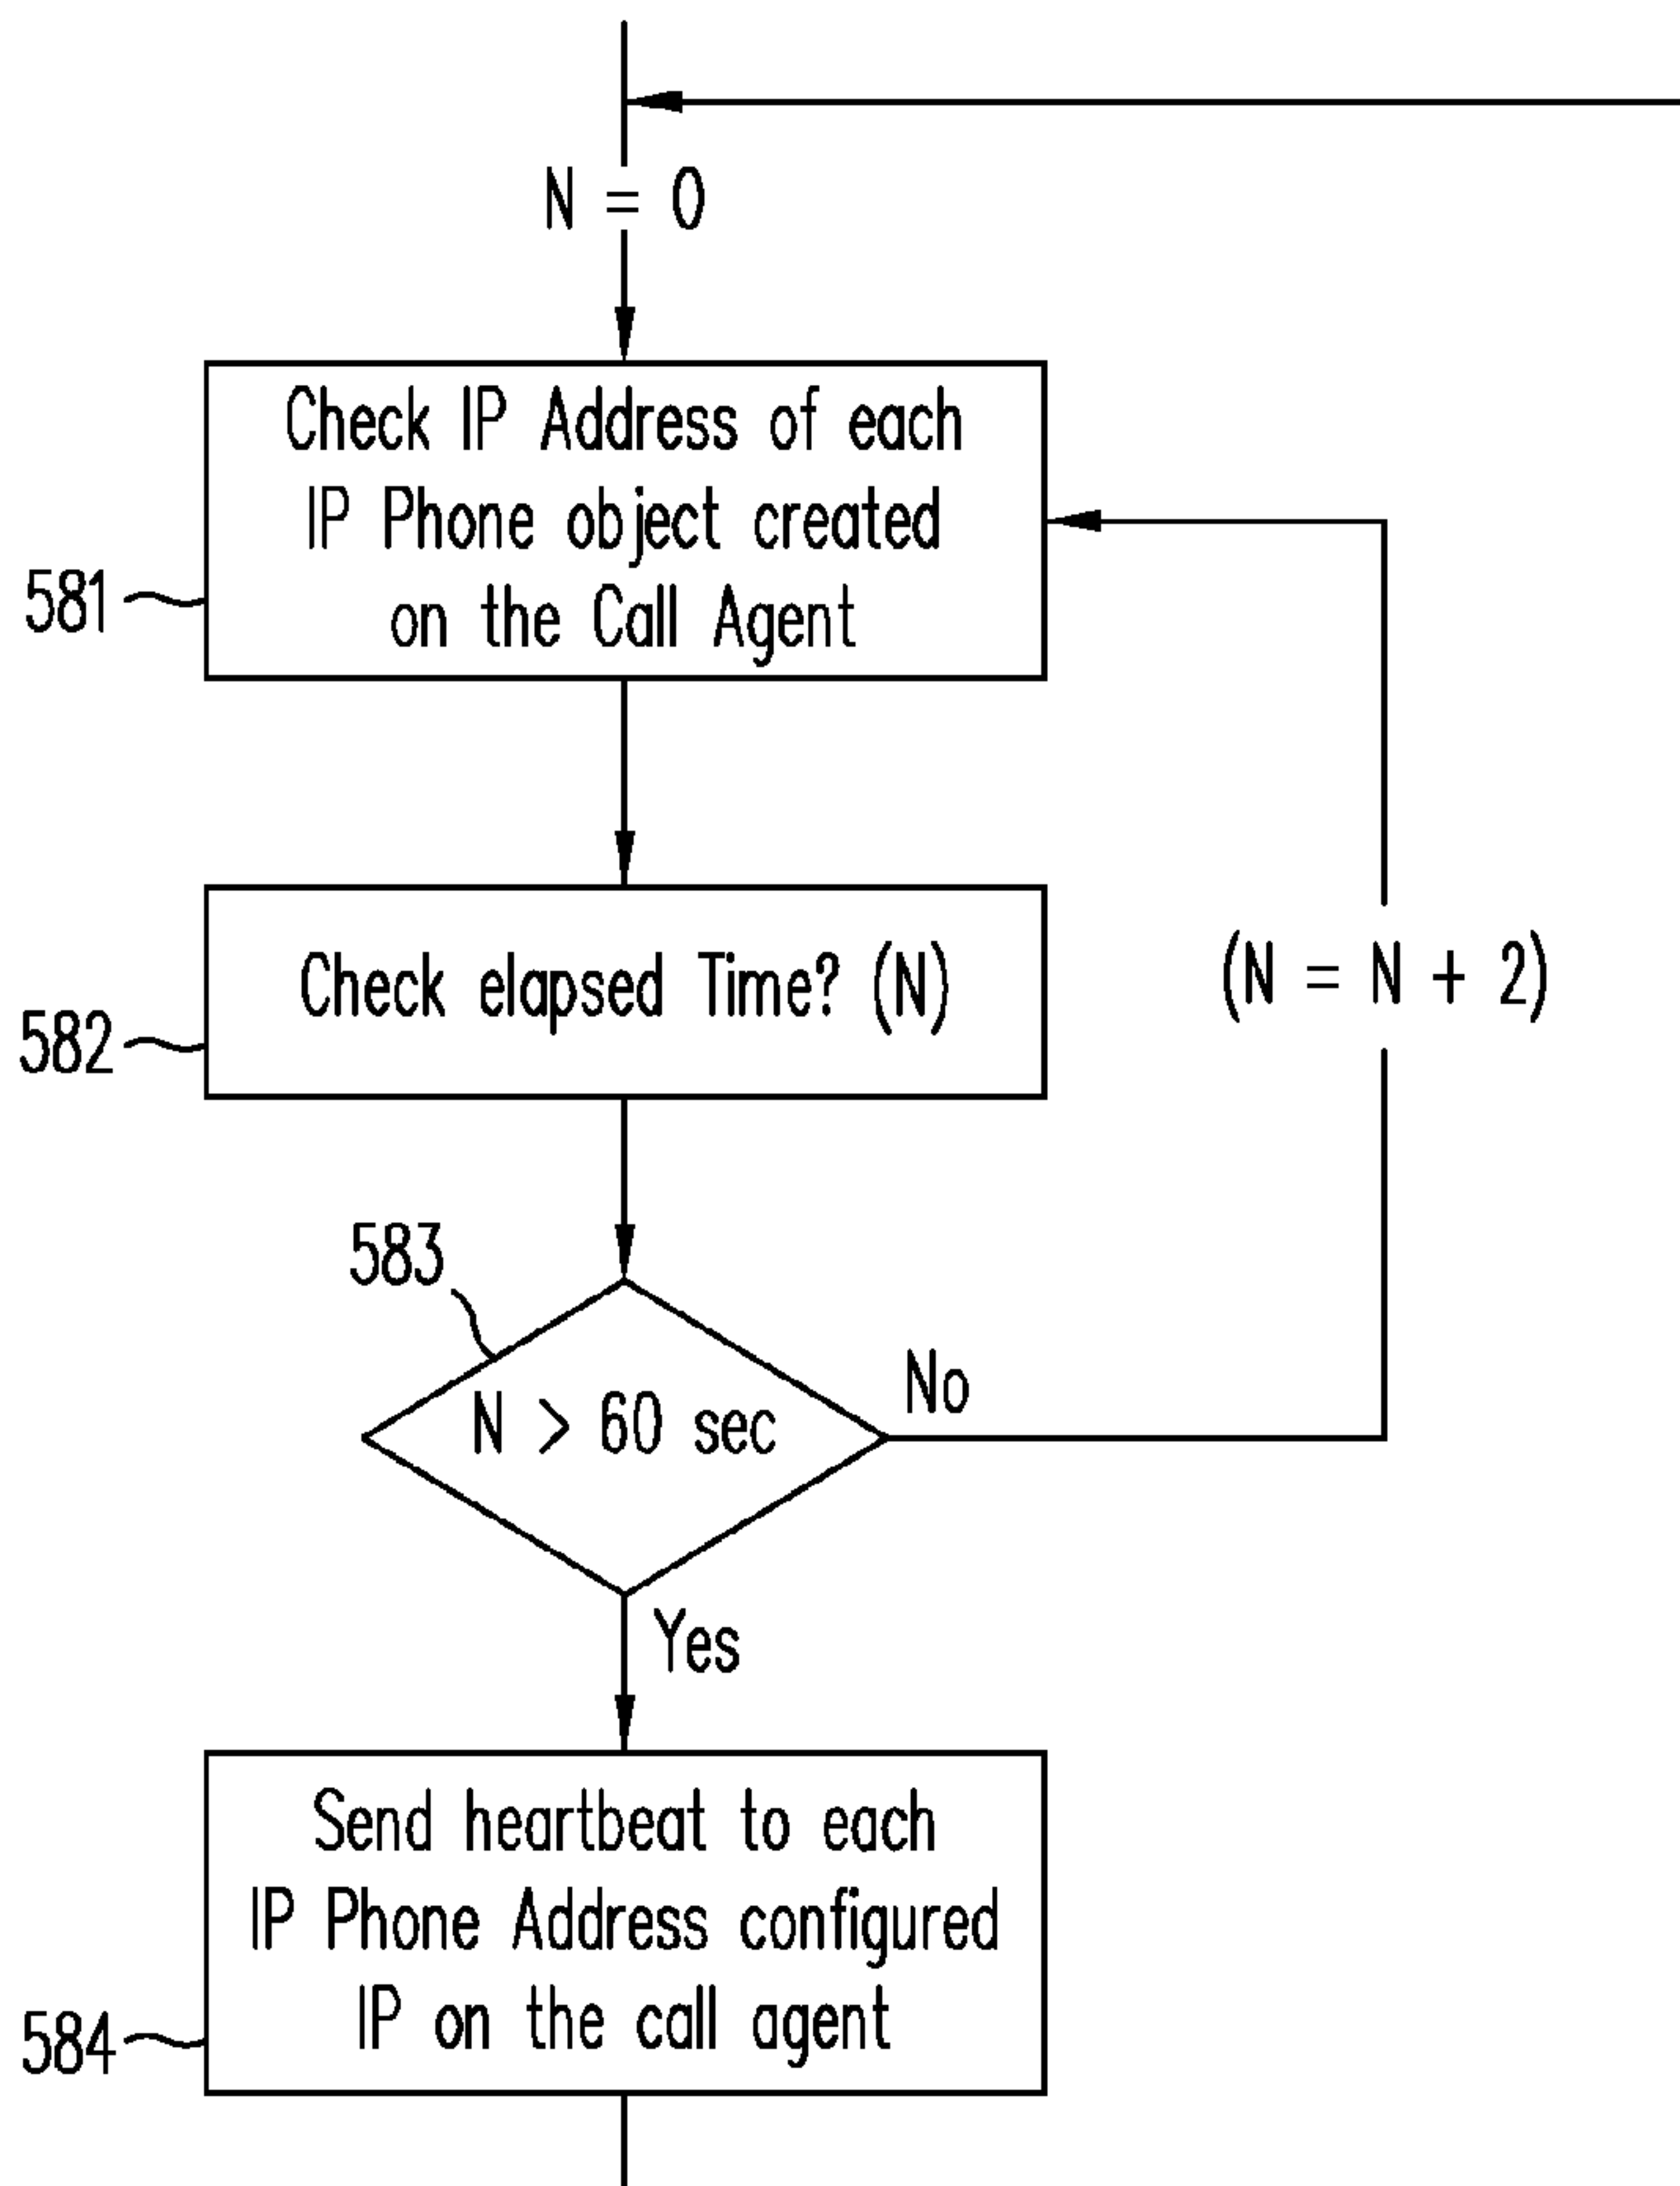 N = 0
Check IP Address of each
IP Phone object created
on the Call Agent
581
Check elapsed Time? (N)
582
(N = N + 2)
583
N > 60 sec
No
Yes
Send heartbeat to each
IP Phone Address configured
IP on the call agent
584